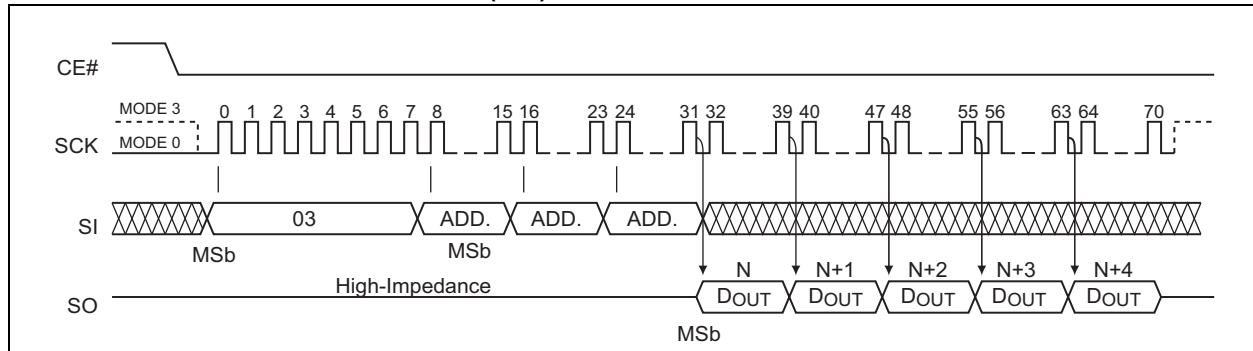 CE#
MODE 3 0 1 2 3 4 5 6 7 8 15 16 23 24 31 32 39 40 47 48 55 56 63 64 70
SCK MODE 0
SI 03 ADD. ADD. ADD.
MSb MSb
N N+1 N+2 N+3 N+4
High-Impedance
SO DOUT DOUT DOUT DOUT DOUT
MSb